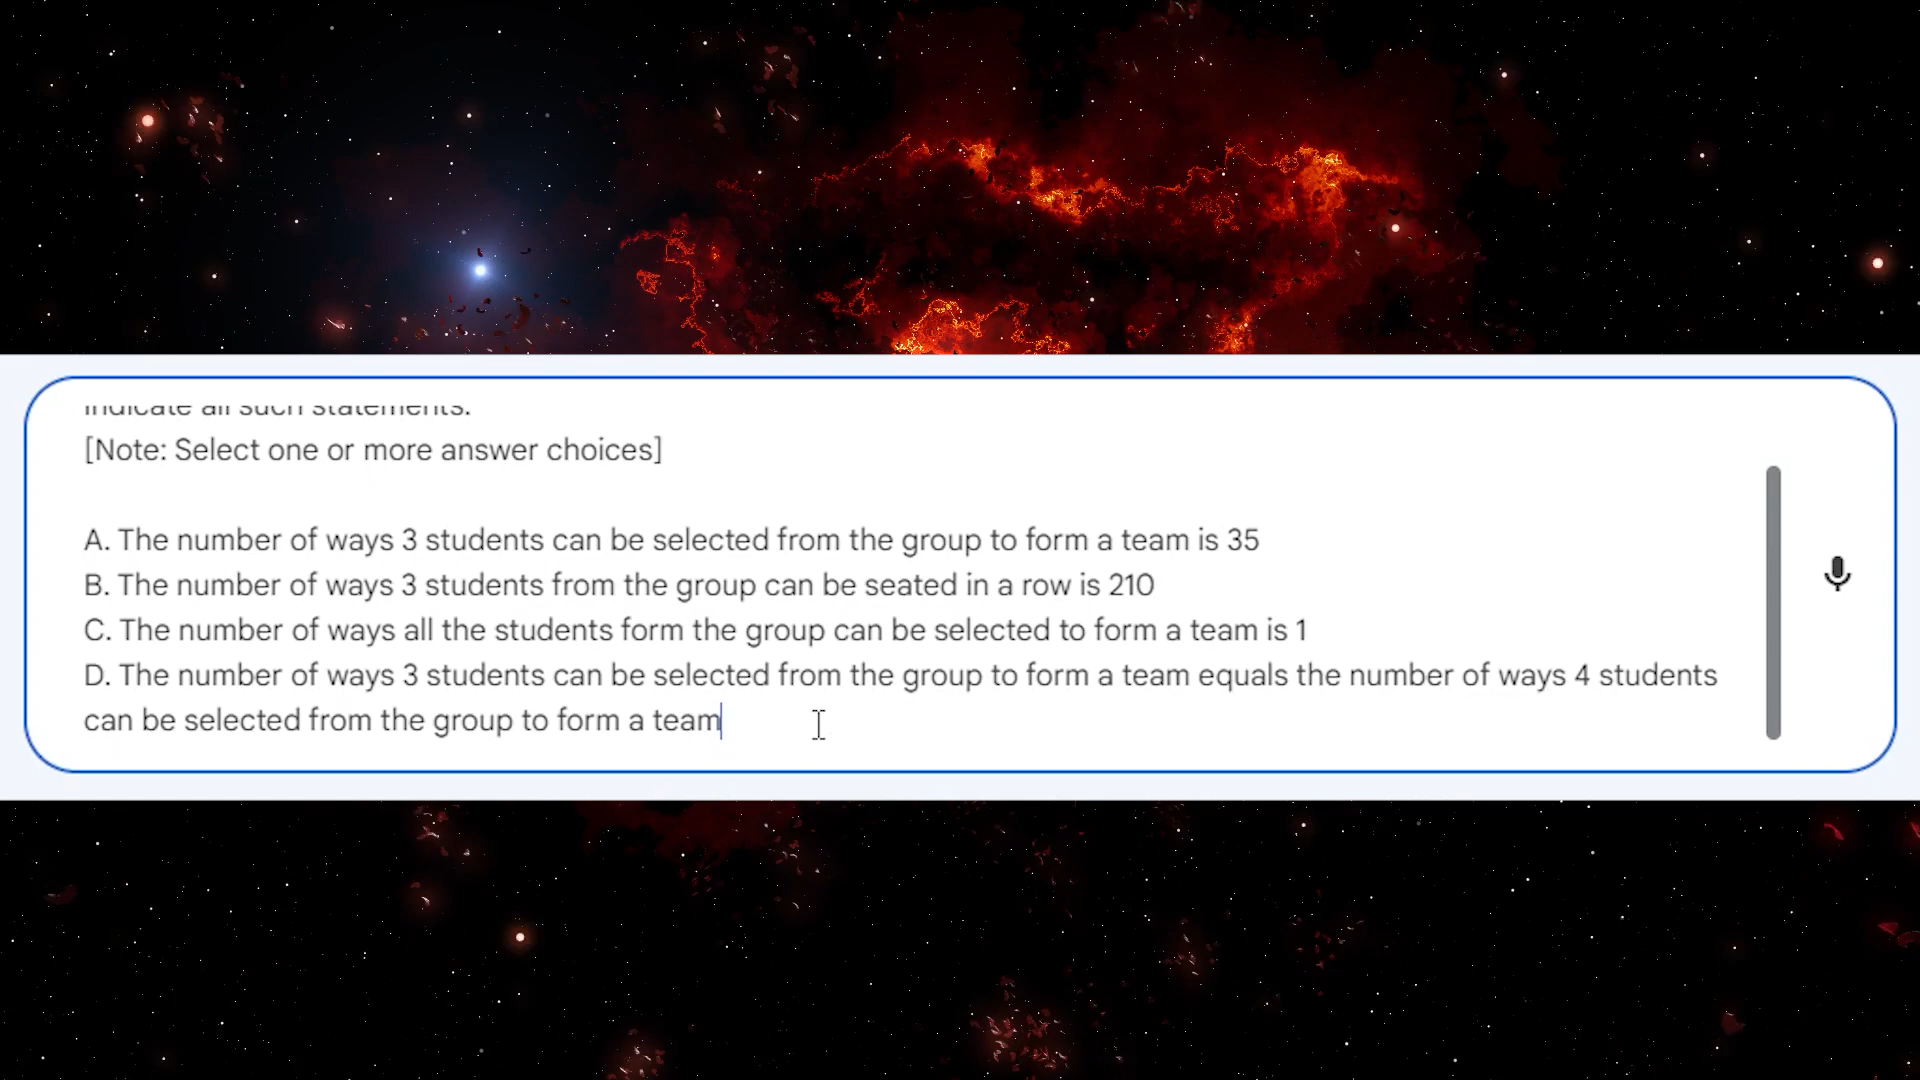 indicate all such statements.
[Note: Select one or more answer choices]
A. The number of ways 3 students can be selected from the group to form a team is 35
B. The number of ways 3 students from the group can be seated in a row is 210
C. The number of ways all the students form the group can be selected to form a team is 1
D. The number of ways 3 students can be selected from the group to form a team equals the number of ways 4 students
can be selected from the group to form a team